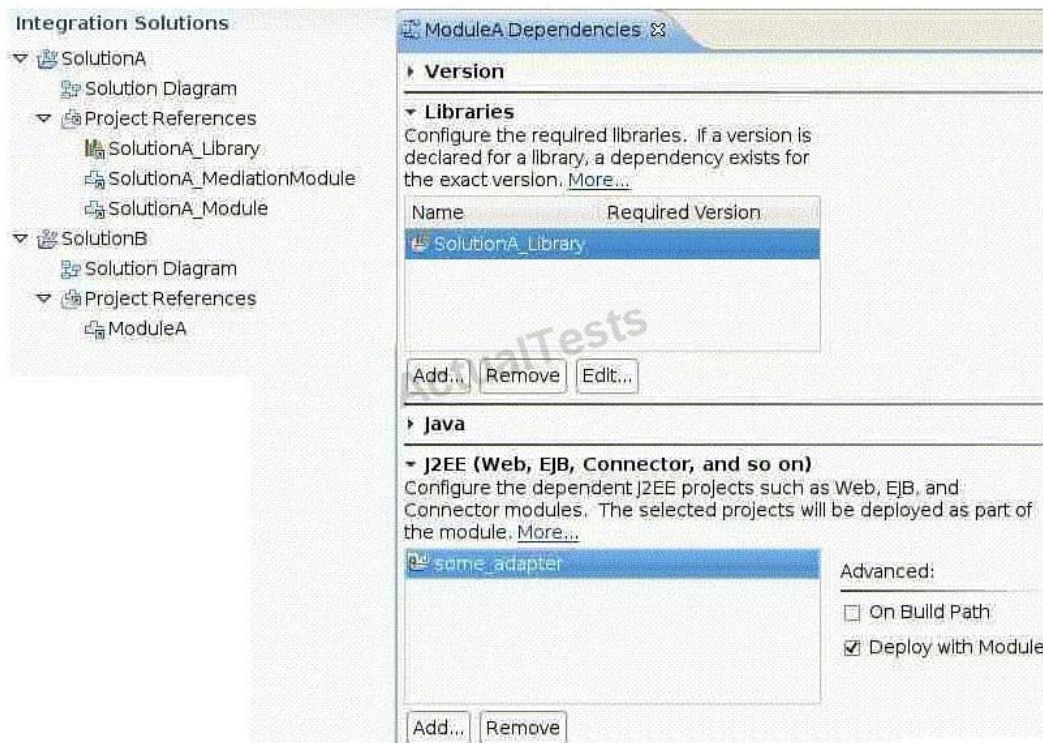 Integration Solutions
SolutionA
Solution Diagram
Project References
SolutionA_Library
SolutionA_MediationModule
SolutionA_Module
SolutionB
Solution Diagram
Project References
ModuleA
ModuleA Dependencies
Version
Libraries
Configure the required libraries. If a version is
declared for a library, a dependency exists for
the exact version. More...
Name Required Version
SolutionA_Library
ActualTests
Add... Remove Edit...
Java
J2EE (Web, EJB, Connector, and so on)
Configure the dependent J2EE projects such as Web, EJB, and
Connector modules. The selected projects will be deployed as part of
the module. More...
some_adapter
Advanced:
On Build Path
Deploy with Module
Add... Remove